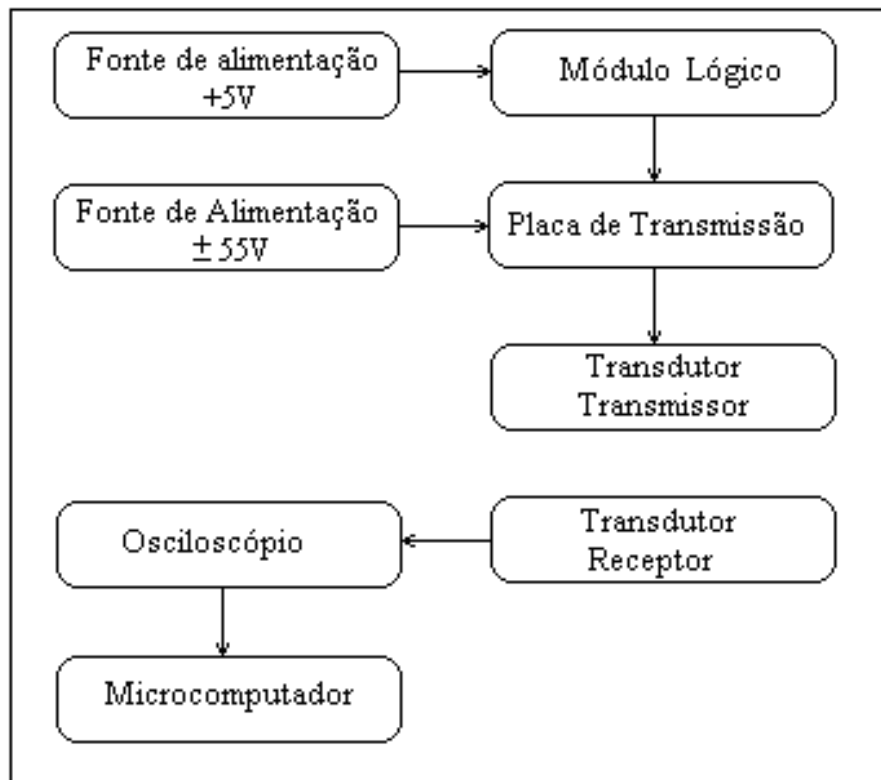 Fonte de alimentação
+5V
Módulo Lógico
Fonte de Alimentação
± 55V
Placa de Transmissão
Transdutor
Transmissor
Osciloscópio
Transdutor
Receptor
Microcomputador